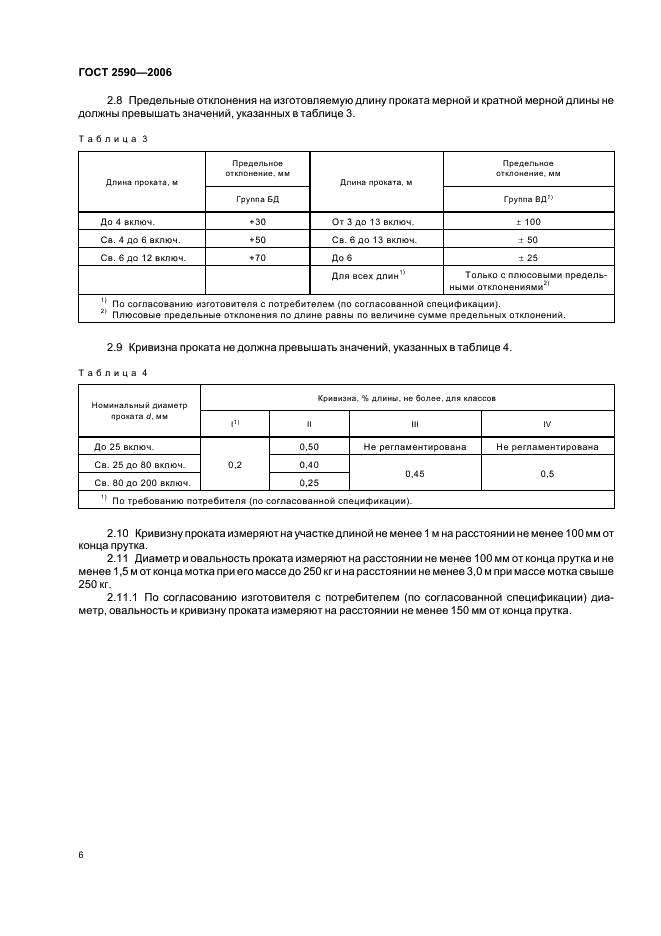 ГОСТ 2590—2006
2.8 Предельные отклонения на изготовляемую длину проката мерной и кратной мерной длины не
должны превышать значений, указанных в таблице 3.
Таблица 3
Длина проката, м
Предельное
отклонение, мм
Длина проката, м
Предельное
отклонение, мм
Группа БД
Группа ВД1)
До 4 включ. +30 От 3 до 13 включ. ± 100
Св. 4 до 6 включ. +50 Св. 6 до 13 включ. ± 50
Св. 6 до 12 включ. +70 До 6 ± 25
Для всех длин1) Только с плюсовыми предель-
ными отклонениями2)
1) По согласованию изготовителя с потребителем (по согласованной спецификации).
2) Плюсовые предельные отклонения по длине равны по величине сумме предельных отклонений.
2.9 Кривизна проката не должна превышать значений, указанных в таблице 4.
Таблица 4
Номинальный диаметр
проката d, мм
Кривизна, % длины, не более, для классов
I1) II III IV
До 25 включ. 0,2 0,50 Не регламентирована Не регламентирована
Св. 25 до 80 включ. 0,40 0,45 0,5
Св. 80 до 200 включ. 0,25
1) По требованию потребителя (по согласованной спецификации).
2.10 Кривизну проката измеряют на участке длиной не менее 1 м на расстоянии не менее 100 мм от
конца прутка.
2.11 Диаметр и овальность проката измеряют на расстоянии не менее 100 мм от конца прутка и не
менее 1,5 м от конца мотка при его массе до 250 кг и на расстоянии не менее 3,0 м при массе мотка свыше
250 кг.
2.11.1 По согласованию изготовителя с потребителем (по согласованной спецификации) диа-
метр, овальность и кривизну проката измеряют на расстоянии не менее 150 мм от конца прутка.
6